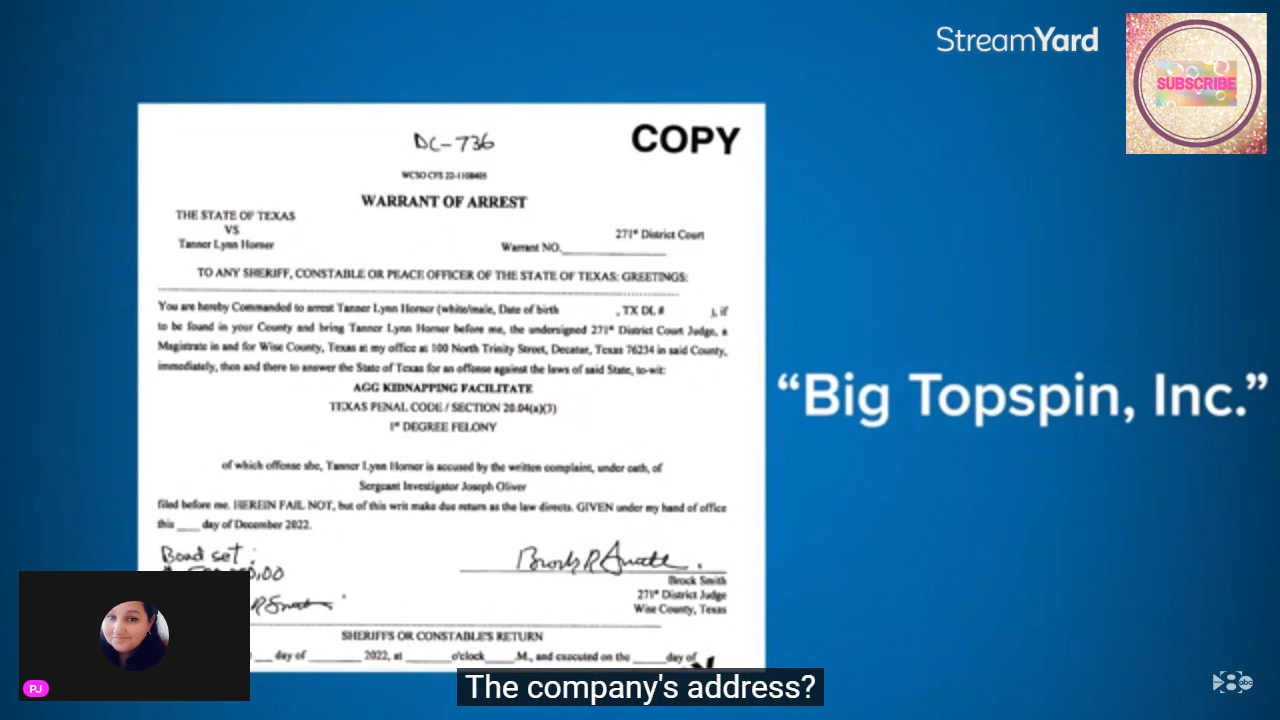 StreamYard
SUBSCRIBE
DC-736
COPY
WARRANT OF ARREST
THE STATE OF TEXAS
VS
Tanner Lynn Horner
271st District Court
Warrant NO.
TO ANY SHERIFF, CONSTABLE OR PEACE OFFICER OF THE STATE OF TEXAS: GREETINGS:
You are hereby Commanded to arrest Tanner Lynn Horner (white/male, Date of birth , TX DL # ), if
to be found in your County and bring Tanner Lynn Horner before me, the undersigned 271st District Court Judge, a
Magistrate in and for Wise County, Texas at my office at 100 North Trinity Street, Decatur, Texas 76234 in said County,
immediately, then and there to answer the State of Texas for an offense against the laws of said State, to-wit:
AGG KIDNAPPING FACILITATE
TEXAS PENAL CODE / SECTION 20.04(a)(3)
1st DEGREE FELONY
of which offense she, Tanner Lynn Horner is accused by the written complaint, under oath, of
Sergeant Investigator Joseph Oliver
filed before me. HEREIN FAIL NOT, but of this writ make due return as the law directs. GIVEN under my hand of office
this ____ day of December 2022.
Bond set:
Brock Smith
271st District Judge
Wise County, Texas
SHERIFFS OR CONSTABLE'S RETURN
___ day of ________ 2022, at ______o'clock____.M., and executed on the _____day of
"Big Topspin, Inc."
PJ
The company's address?
8 abc